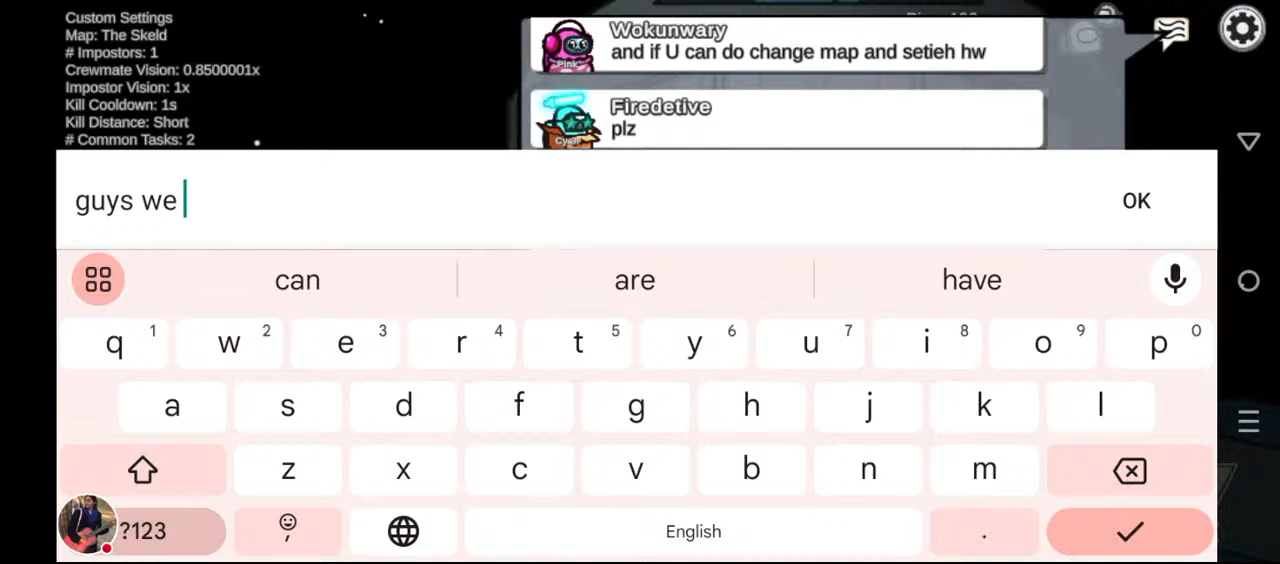 Custom Settings
Map: The Skeld
# Impostors: 1
Crewmate Vision: 0.8500001x
Impostor Vision: 1x
Kill Cooldown: 1s
Kill Distance: Short
# Common Tasks: 2
Wokunwary
and if U can do change map and setieh hw
Pink
Firedetive
plz
Cyan
guys we
OK
can are have
q 1 w 2 e 3 r 4 t 5 y 6 u 7 i 8 o 9 p 0
a s d f g h j k l
z x c v b n m
?123 , English .